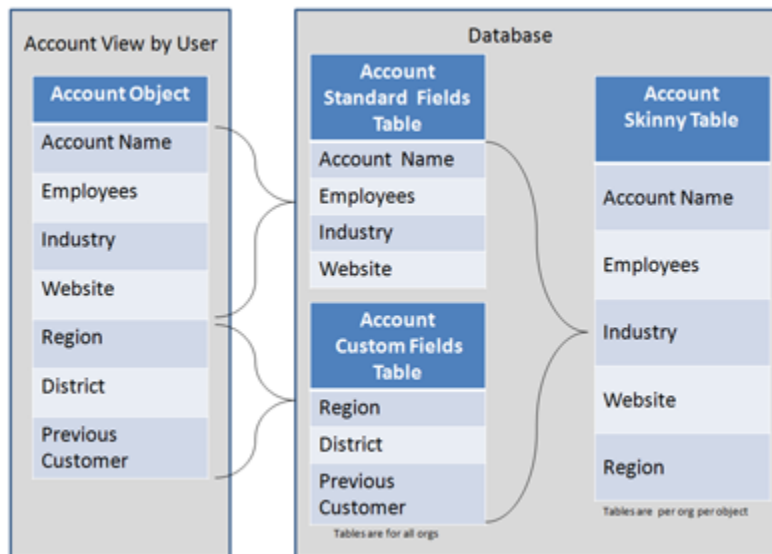 Account View by User
Account Object
Account Name
Employees
Industry
Website
Region
District
Previous
Customer
Database
Account
Standard Fields
Table
Account Name
Employees
Industry
Website
Account
Custom Fields
Table
Region
District
Previous
Customer
Tables are for all orgs
Account
Skinny Table
Account Name
Employees
Industry
Website
Region
Tables are per org per object